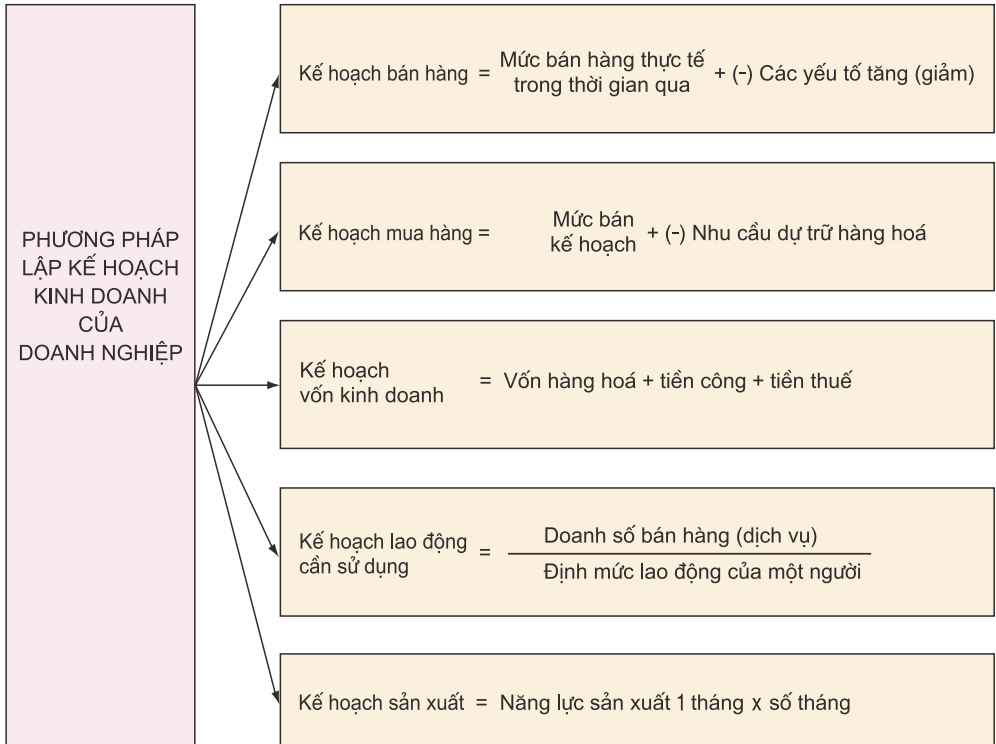 PHƯƠNG PHÁP
LẬP KẾ HOẠCH
KINH DOANH
CỦA
DOANH NGHIỆP
Kế hoạch bán hàng = Mức bán hàng thực tế
trong thời gian qua + (-) Các yếu tố tăng (giảm)
Kế hoạch mua hàng = Mức bán
kế hoạch + (-) Nhu cầu dự trữ hàng hoá
Kế hoạch
vốn kinh doanh = Vốn hàng hoá + tiền công + tiền thuế
Kế hoạch lao động
cần sử dụng =
Doanh số bán hàng (dịch vụ)
Định mức lao động của một người
Kế hoạch sản xuất = Năng lực sản xuất 1 tháng x số tháng